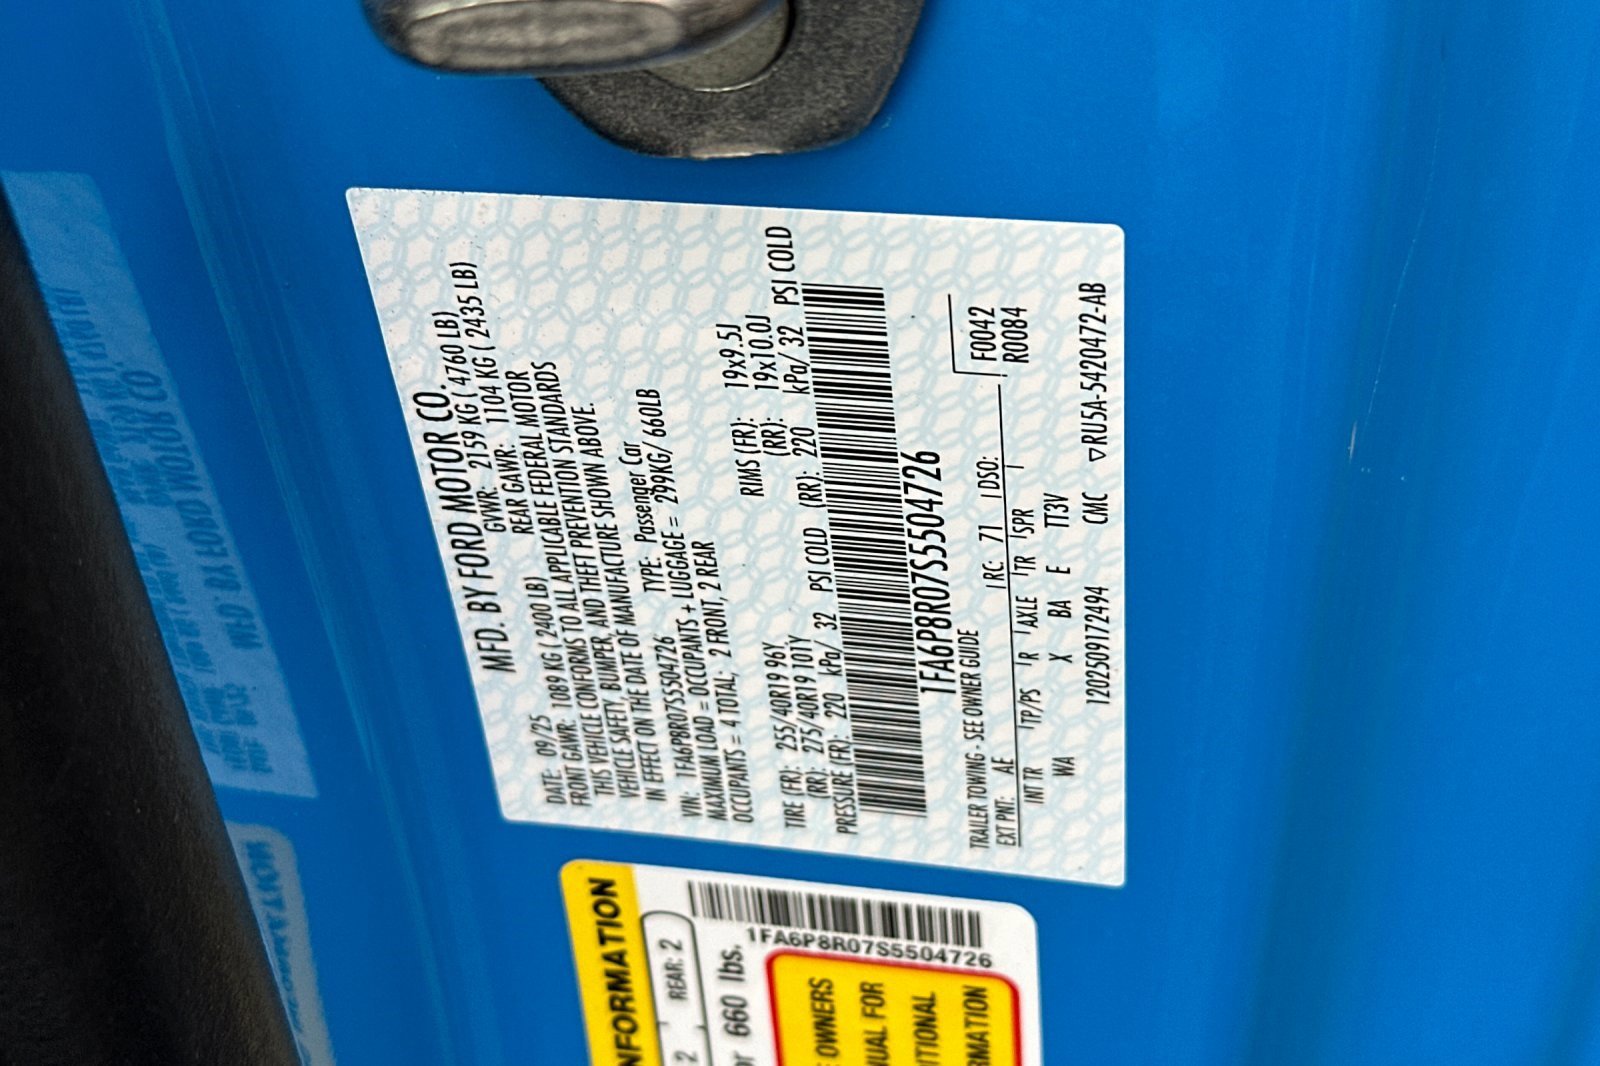 MFD. BY FORD MOTOR CO.
DATE: 09/25 GVWR: 2159 KG ( 4760 LB)
FRONT GAWR: 1089 KG ( 2400 LB) REAR GAWR: 1104 KG ( 2435 LB)
THIS VEHICLE CONFORMS TO ALL APPLICABLE FEDERAL MOTOR
VEHICLE SAFETY, BUMPER, AND THEFT PREVENTION STANDARDS
IN EFFECT ON THE DATE OF MANUFACTURE SHOWN ABOVE.
VIN: 1FA6P8R07S5504726 TYPE: Passenger Car
MAXIMUM LOAD = OCCUPANTS + LUGGAGE = 299KG/ 660LB
OCCUPANTS = 4 TOTAL; 2 FRONT, 2 REAR
TIRE (FR): 255/40R19 96Y RIMS (FR): 19x9.5J
(RR): 275/40R19 101Y (RR): 19x10.0J
PRESSURE (FR): 220 kPa/ 32 PSI COLD (RR): 220 kPa/ 32 PSI COLD
1FA6P8R07S5504726
TRAILER TOWING - SEE OWNER GUIDE
F0042
R0084
EXT PNT: AE RC: 71 DSO:
INT TR TP/PS R AXLE TR SPR
WA X BA E TT3V
1202509172494 CMC ▽RU5A-5420472-AB
NFORMATION
2 REAR: 2
r 660 lbs.
1FA6P8R07S5504726
OWNERS
UAL FOR
ITIONAL
RMATION